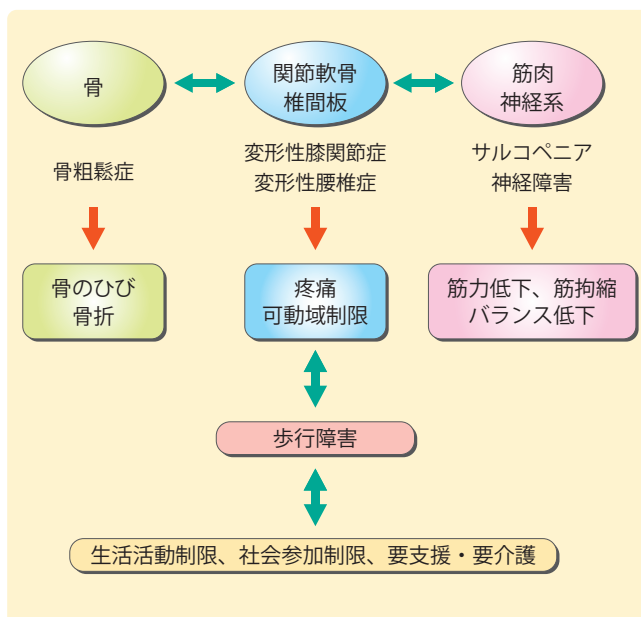 骨
関節軟骨
椎間板
筋肉
神経系
骨粗鬆症
変形性膝関節症
変形性腰椎症
サルコペニア
神経障害
骨のひび
骨折
疼痛
可動域制限
筋力低下、筋拘縮
バランス低下
歩行障害
生活活動制限、社会参加制限、要支援・要介護